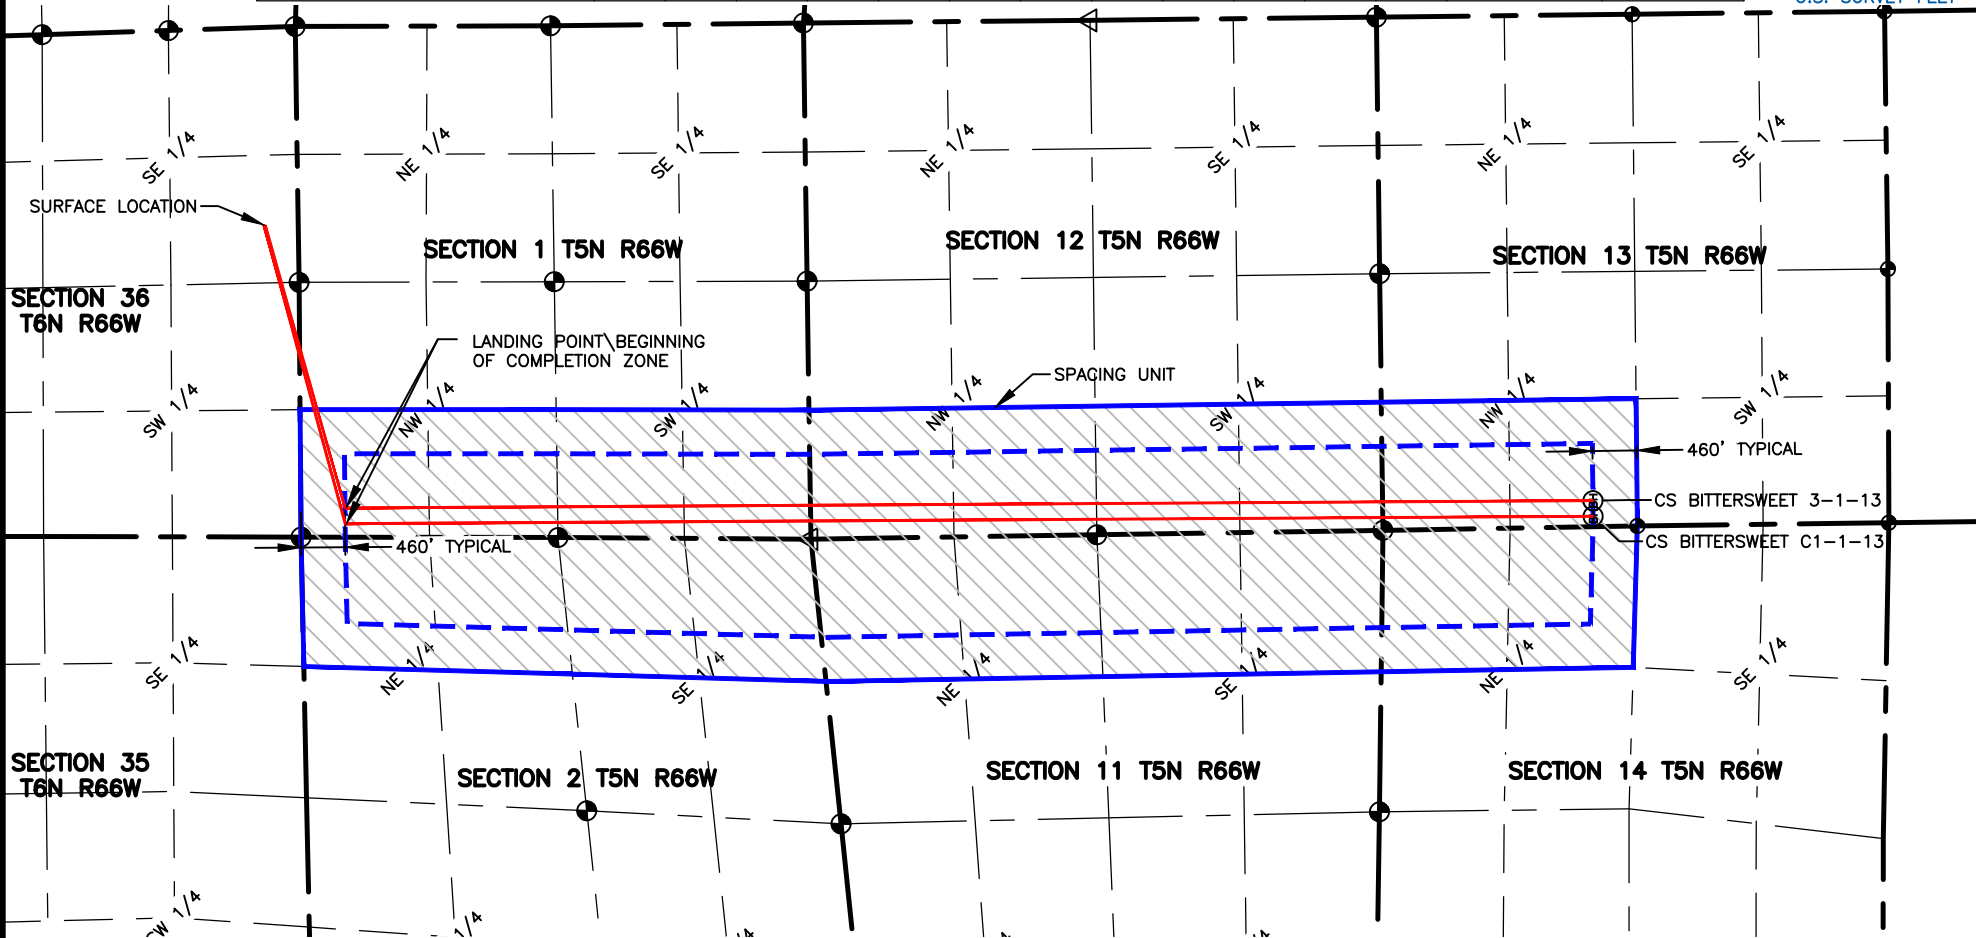 SE 1/4
NE 1/4
SE 1/4
NE 1/4
SE 1/4
NE 1/4
SE 1/4
SURFACE LOCATION
SECTION 1 T5N R66W
SECTION 12 T5N R66W
SECTION 13 T5N R66W
SECTION 36
T6N R66W
LANDING POINT\BEGINNING
OF COMPLETION ZONE
SPACING UNIT
SW 1/4
NW 1/4
SW 1/4
NW 1/4
SW 1/4
NW 1/4
SW 1/4
460' TYPICAL
CS BITTERSWEET 3-1-13
460' TYPICAL
CS BITTERSWEET C1-1-13
SE 1/4
NE 1/4
SE 1/4
NE 1/4
SE 1/4
NE 1/4
SE 1/4
SECTION 35
T6N R66W
SECTION 2 T5N R66W
SECTION 11 T5N R66W
SECTION 14 T5N R66W
SW 1/4
1/4